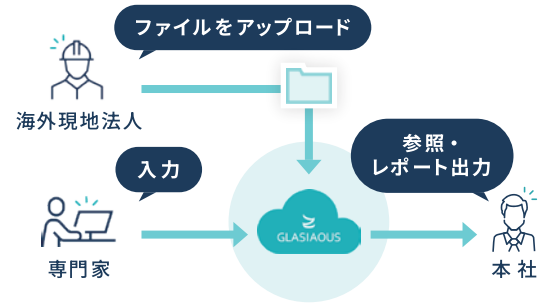 ファイルをアップロード
海外現地法人
入力
参照・
レポート出力
GLASIAOUS
専門家
本社